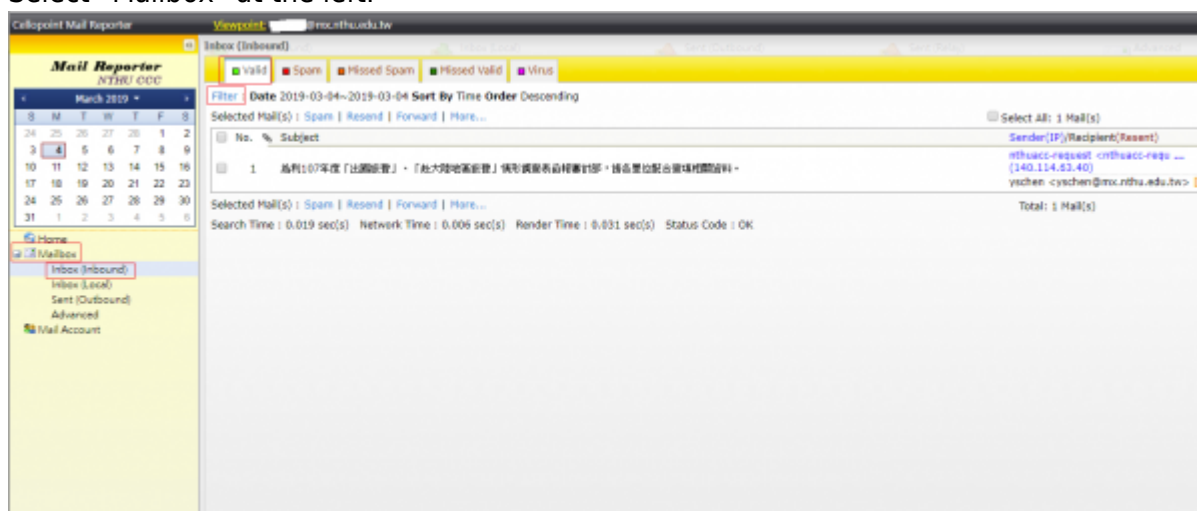 Select "Mailbox" at the left.
Cellopoint Mail Reporter
Viewpoint: @mx.nthu.edu.tw
Inbox (Inbound)
Mail Reporter
NTHU CCC
Valid Spam Missed Spam Missed Valid Virus
March 2019
Filter : Date 2019-03-04~2019-03-04 Sort By Time Order Descending
S M T W T F S
Selected Mail(s) : Spam | Resend | Forward | More... Select All: 1 Mail(s)
24 25 26 27 28 1 2
No. Subject Sender(IP)/Recipient(Resent)
3 4 5 6 7 8 9
10 11 12 13 14 15 16
1 nthuacc-request <nthuacc-requ ...
(140.114.63.40)
yschen <yschen@mx.nthu.edu.tw>
17 18 19 20 21 22 23
24 25 26 27 28 29 30
Selected Mail(s) : Spam | Resend | Forward | More... Total: 1 Mail(s)
31 1 2 3 4 5 6
Search Time : 0.019 sec(s) Network Time : 0.006 sec(s) Render Time : 0.031 sec(s) Status Code : OK
Home
Mailbox
Inbox (Inbound)
Inbox (Local)
Sent (Outbound)
Advanced
Mail Account